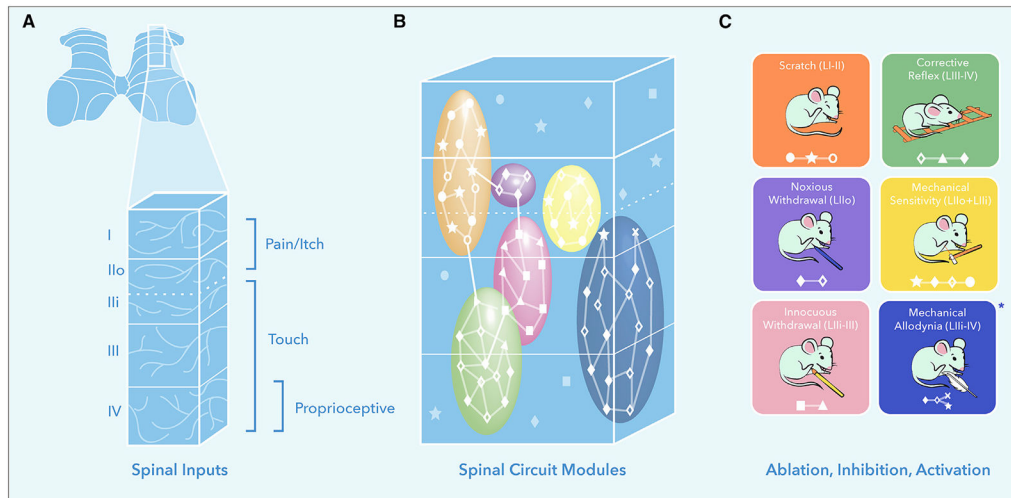 A
B
C
I
IIo
IIi
III
IV
Pain/Itch
Touch
Proprioceptive
Spinal Inputs
Spinal Circuit Modules
Scratch (LI-II)
Corrective
Reflex (LIII-IV)
Noxious
Withdrawal (LIIo)
Mechanical
Sensitivity (LIIo+LIIi)
Innocuous
Withdrawal (LIIi-III)
Mechanical
Allodynia (LIIi-IV)
*
Ablation, Inhibition, Activation